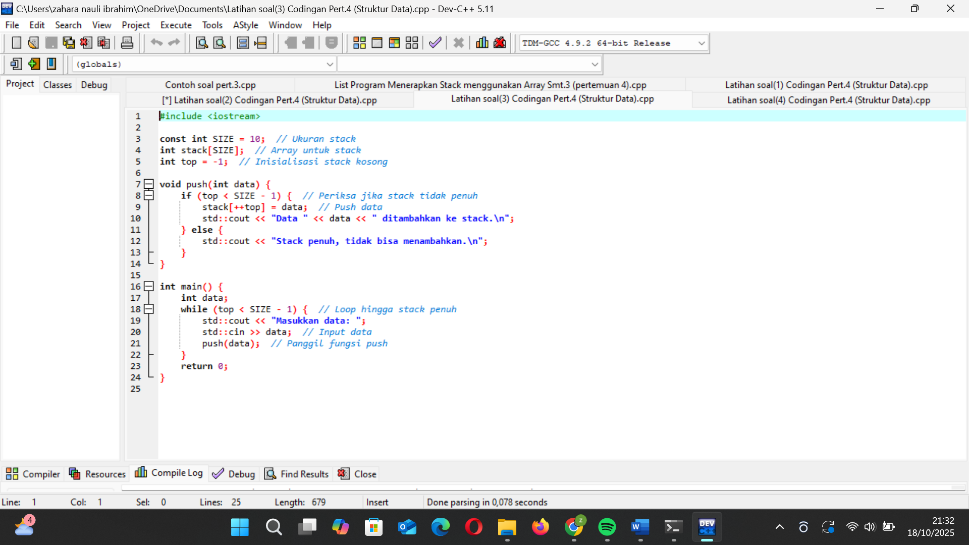 C:\Users\zahara nauli ibrahim\OneDrive\Documents\Latihan soal(3) Codingan Pert.4 (Struktur Data).cpp - Dev-C++ 5.11
File Edit Search View Project Execute Tools AStyle Window Help
TDM-GCC 4.9.2 64-bit Release
(globals)
Project Classes Debug
Contoh soal pert.3.cpp List Program Menerapkan Stack menggunakan Array Smt.3 (pertemuan 4).cpp Latihan soal(1) Codingan Pert.4 (Struktur Data).cpp
[*] Latihan soal(2) Codingan Pert.4 (Struktur Data).cpp Latihan soal(3) Codingan Pert.4 (Struktur Data).cpp Latihan soal(4) Codingan Pert.4 (Struktur Data).cpp
1 #include <iostream>
2
3 const int SIZE = 10; // Ukuran stack
4 int stack[SIZE]; // Array untuk stack
5 int top = -1; // Inisialisasi stack kosong
6
7 void push(int data) {
8 if (top < SIZE - 1) { // Periksa jika stack tidak penuh
9 stack[++top] = data; // Push data
10 std::cout << "Data " << data << " ditambahkan ke stack.\n";
11 } else {
12 std::cout << "Stack penuh, tidak bisa menambahkan.\n";
13 }
14 }
15
16 int main() {
17 int data;
18 while (top < SIZE - 1) { // Loop hingga stack penuh
19 std::cout << "Masukkan data: ";
20 std::cin >> data; // Input data
21 push(data); // Panggil fungsi push
22 }
23 return 0;
24 }
25
Compiler Resources Compile Log Debug Find Results Close
Line: 1 Col: 1 Sel: 0 Lines: 25 Length: 679 Insert Done parsing in 0,078 seconds
4
2
W
DEV
21:32
18/10/2025